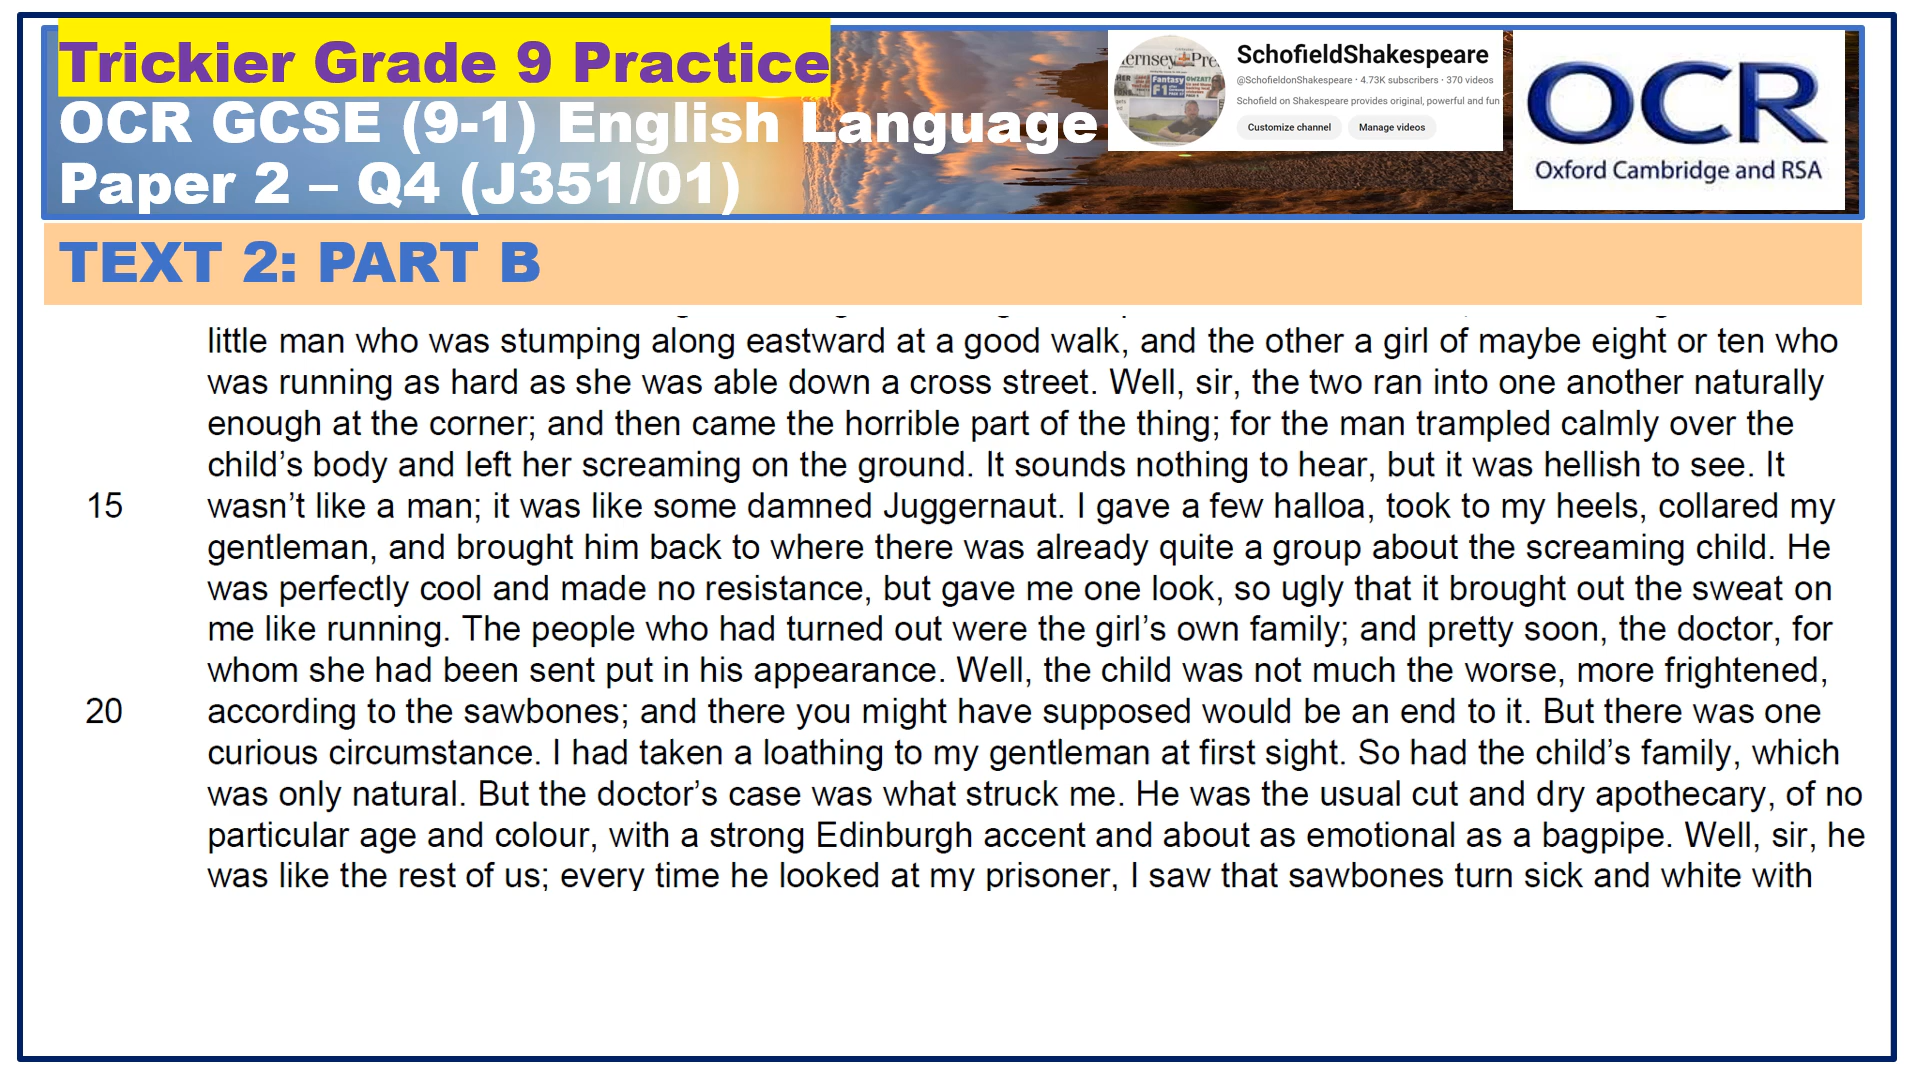 Trickier Grade 9 Practice
OCR GCSE (9-1) English Language
Paper 2 – Q4 (J351/01)
ernsey Pre
Fantasy
F1
SchofieldShakespeare
@SchofieldonShakespeare · 4.73K subscribers · 370 videos
Schofield on Shakespeare provides original, powerful and fun
Customize channel
Manage videos
OCR
Oxford Cambridge and RSA
TEXT 2: PART B
little man who was stumping along eastward at a good walk, and the other a girl of maybe eight or ten who
was running as hard as she was able down a cross street. Well, sir, the two ran into one another naturally
enough at the corner; and then came the horrible part of the thing; for the man trampled calmly over the
child’s body and left her screaming on the ground. It sounds nothing to hear, but it was hellish to see. It
15 wasn’t like a man; it was like some damned Juggernaut. I gave a few halloa, took to my heels, collared my
gentleman, and brought him back to where there was already quite a group about the screaming child. He
was perfectly cool and made no resistance, but gave me one look, so ugly that it brought out the sweat on
me like running. The people who had turned out were the girl’s own family; and pretty soon, the doctor, for
whom she had been sent put in his appearance. Well, the child was not much the worse, more frightened,
20 according to the sawbones; and there you might have supposed would be an end to it. But there was one
curious circumstance. I had taken a loathing to my gentleman at first sight. So had the child’s family, which
was only natural. But the doctor’s case was what struck me. He was the usual cut and dry apothecary, of no
particular age and colour, with a strong Edinburgh accent and about as emotional as a bagpipe. Well, sir, he
was like the rest of us; every time he looked at my prisoner, I saw that sawbones turn sick and white with